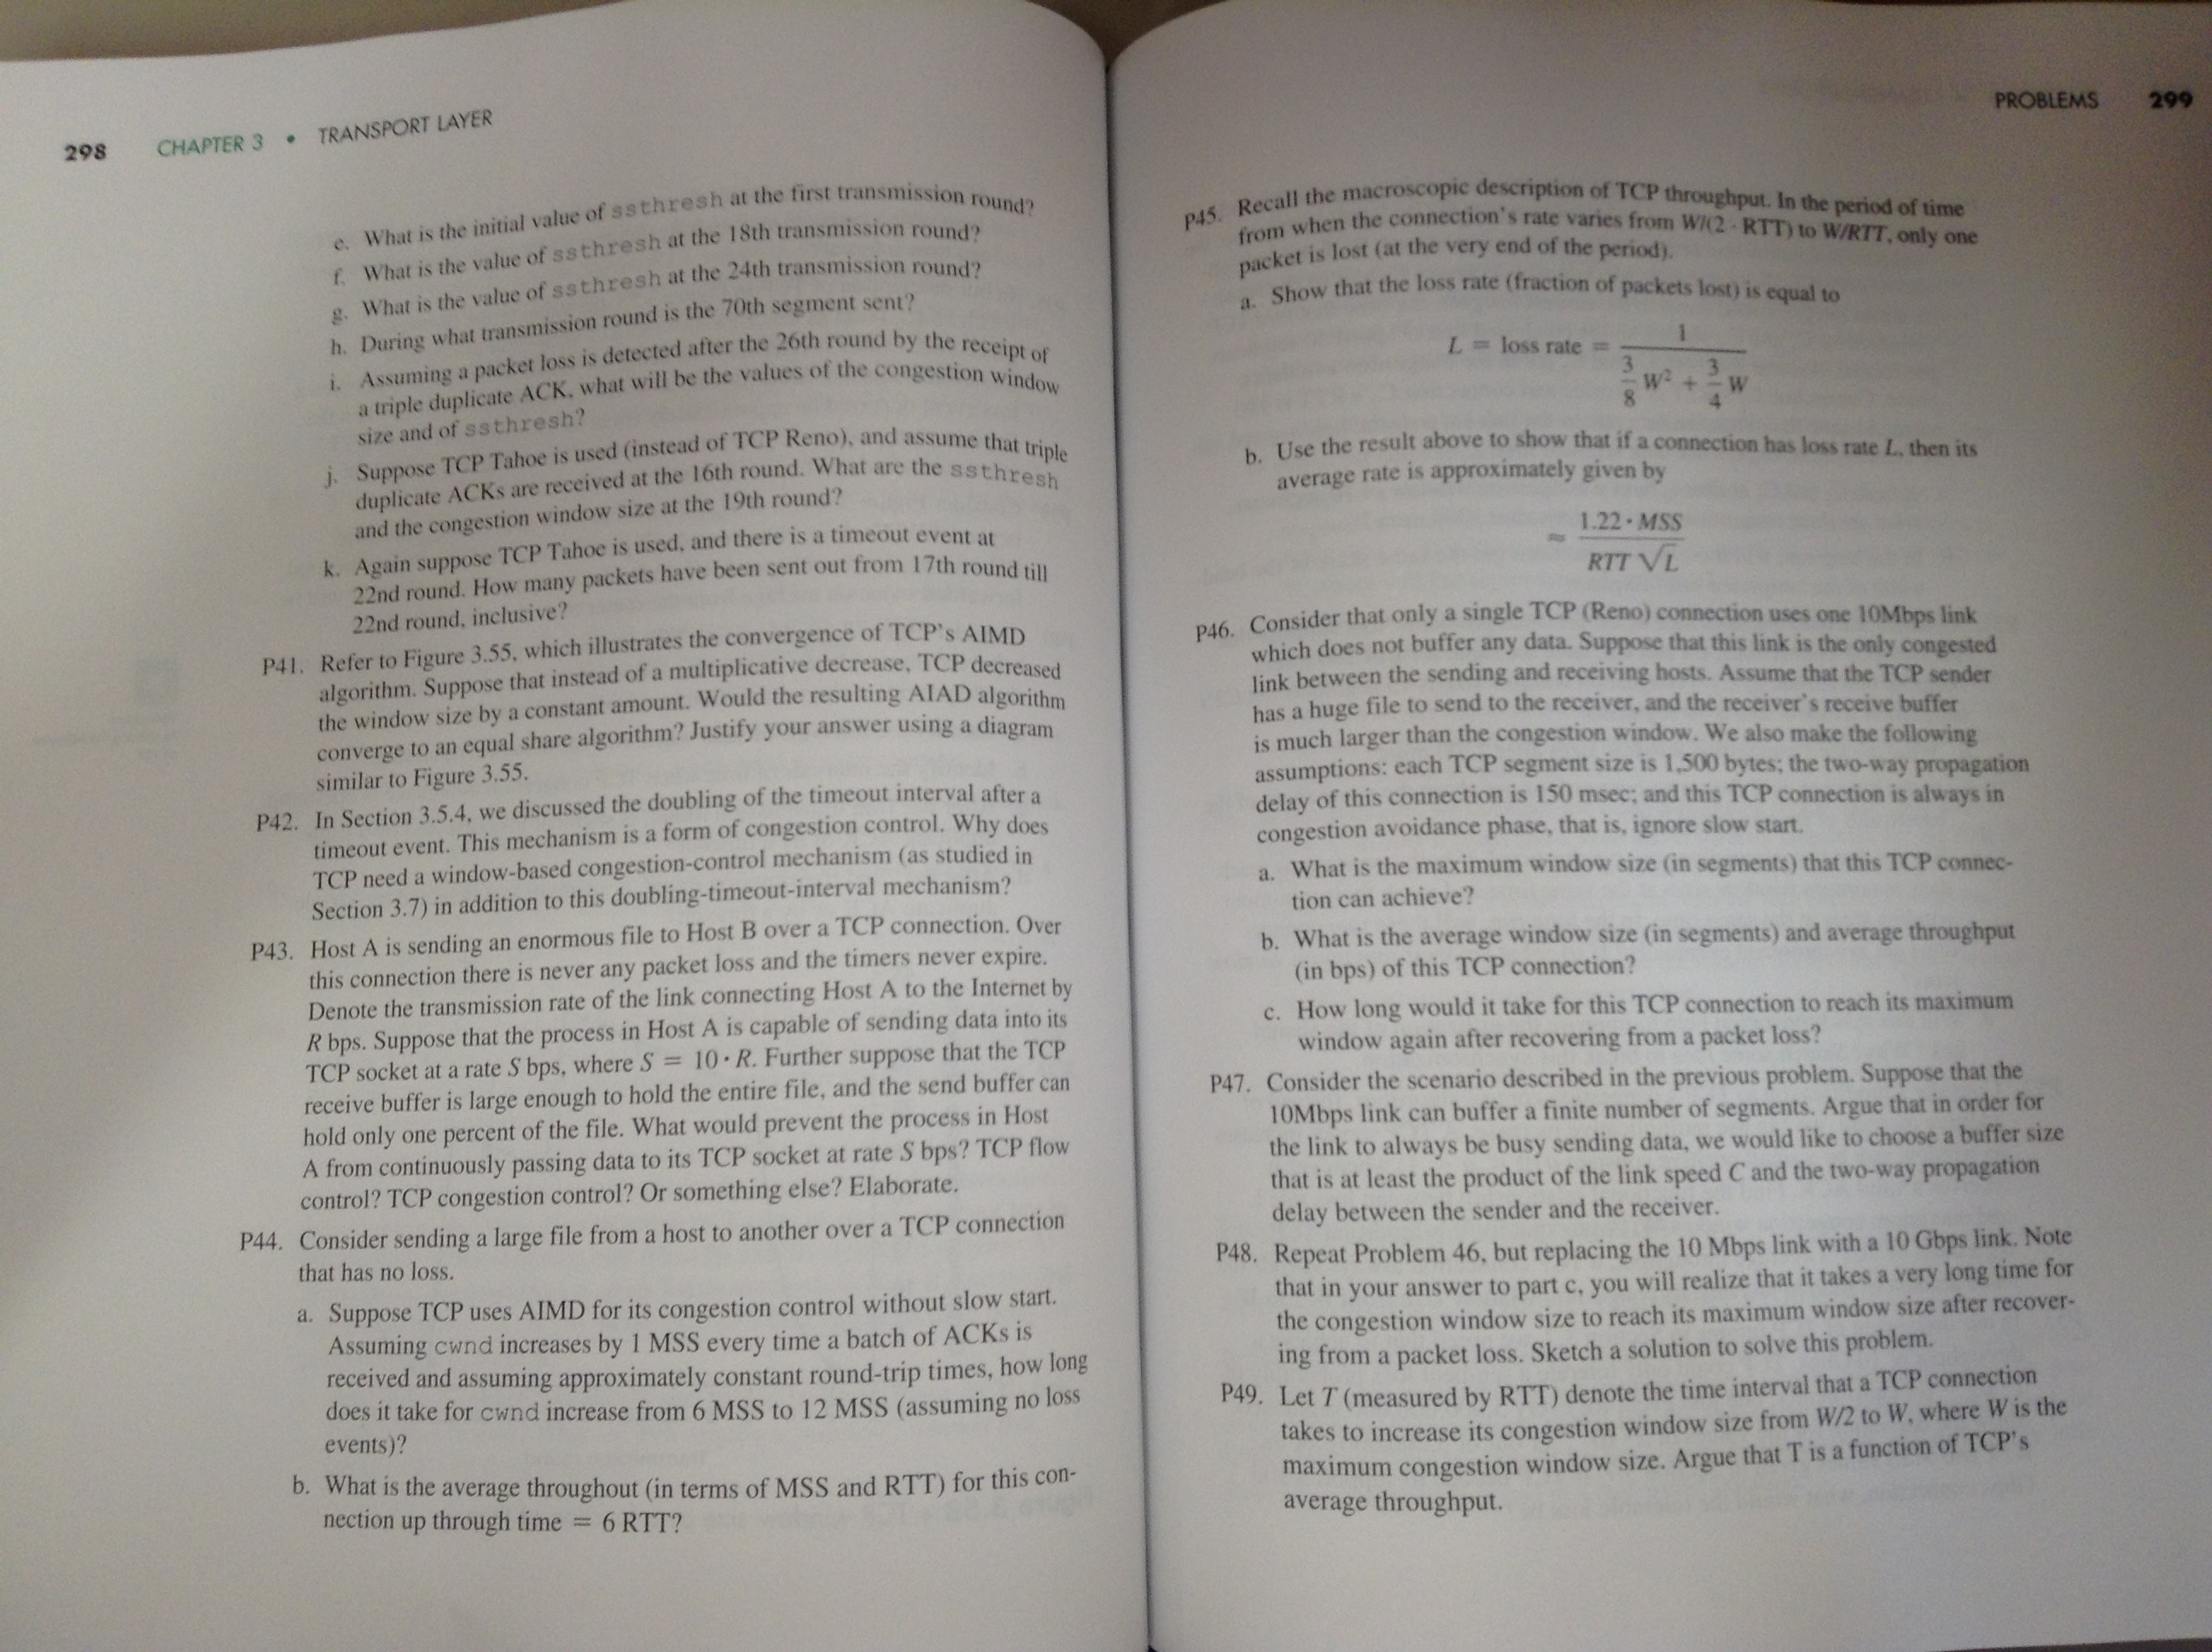 298 CHAPTER 3 • TRANSPORT LAYER
e. What is the initial value of ssthresh at the first transmission round?
f. What is the value of ssthresh at the 18th transmission round?
g. What is the value of ssthresh at the 24th transmission round?
h. During what transmission round is the 70th segment sent?
i. Assuming a packet loss is detected after the 26th round by the receipt of
a triple duplicate ACK, what will be the values of the congestion window
size and of ssthresh?
j. Suppose TCP Tahoe is used (instead of TCP Reno), and assume that triple
duplicate ACKs are received at the 16th round. What are the ssthresh
and the congestion window size at the 19th round?
k. Again suppose TCP Tahoe is used, and there is a timeout event at
22nd round. How many packets have been sent out from 17th round till
22nd round, inclusive?
P41. Refer to Figure 3.55, which illustrates the convergence of TCP's AIMD
algorithm. Suppose that instead of a multiplicative decrease, TCP decreased
the window size by a constant amount. Would the resulting AIAD algorithm
converge to an equal share algorithm? Justify your answer using a diagram
similar to Figure 3.55.
P42. In Section 3.5.4, we discussed the doubling of the timeout interval after a
timeout event. This mechanism is a form of congestion control. Why does
TCP need a window-based congestion-control mechanism (as studied in
Section 3.7) in addition to this doubling-timeout-interval mechanism?
P43. Host A is sending an enormous file to Host B over a TCP connection. Over
this connection there is never any packet loss and the timers never expire.
Denote the transmission rate of the link connecting Host A to the Internet by
R bps. Suppose that the process in Host A is capable of sending data into its
TCP socket at a rate S bps, where S = 10 · R. Further suppose that the TCP
receive buffer is large enough to hold the entire file, and the send buffer can
hold only one percent of the file. What would prevent the process in Host
A from continuously passing data to its TCP socket at rate S bps? TCP flow
control? TCP congestion control? Or something else? Elaborate.
P44. Consider sending a large file from a host to another over a TCP connection
that has no loss.
a. Suppose TCP uses AIMD for its congestion control without slow start.
Assuming cwnd increases by 1 MSS every time a batch of ACKs is
received and assuming approximately constant round-trip times, how long
does it take for cwnd increase from 6 MSS to 12 MSS (assuming no loss
events)?
b. What is the average throughout (in terms of MSS and RTT) for this con-
nection up through time = 6 RTT?
PROBLEMS 299
P45. Recall the macroscopic description of TCP throughput. In the period of time
from when the connection's rate varies from W/(2 · RTT) to W/RTT, only one
packet is lost (at the very end of the period).
a. Show that the loss rate (fraction of packets lost) is equal to
L = loss rate = 1 / (3/8 W² + 3/4 W)
b. Use the result above to show that if a connection has loss rate L, then its
average rate is approximately given by
≈ 1.22 · MSS / (RTT √L)
P46. Consider that only a single TCP (Reno) connection uses one 10Mbps link
which does not buffer any data. Suppose that this link is the only congested
link between the sending and receiving hosts. Assume that the TCP sender
has a huge file to send to the receiver, and the receiver's receive buffer
is much larger than the congestion window. We also make the following
assumptions: each TCP segment size is 1,500 bytes; the two-way propagation
delay of this connection is 150 msec; and this TCP connection is always in
congestion avoidance phase, that is, ignore slow start.
a. What is the maximum window size (in segments) that this TCP connec-
tion can achieve?
b. What is the average window size (in segments) and average throughput
(in bps) of this TCP connection?
c. How long would it take for this TCP connection to reach its maximum
window again after recovering from a packet loss?
P47. Consider the scenario described in the previous problem. Suppose that the
10Mbps link can buffer a finite number of segments. Argue that in order for
the link to always be busy sending data, we would like to choose a buffer size
that is at least the product of the link speed C and the two-way propagation
delay between the sender and the receiver.
P48. Repeat Problem 46, but replacing the 10 Mbps link with a 10 Gbps link. Note
that in your answer to part c, you will realize that it takes a very long time for
the congestion window size to reach its maximum window size after recover-
ing from a packet loss. Sketch a solution to solve this problem.
P49. Let T (measured by RTT) denote the time interval that a TCP connection
takes to increase its congestion window size from W/2 to W, where W is the
maximum congestion window size. Argue that T is a function of TCP's
average throughput.